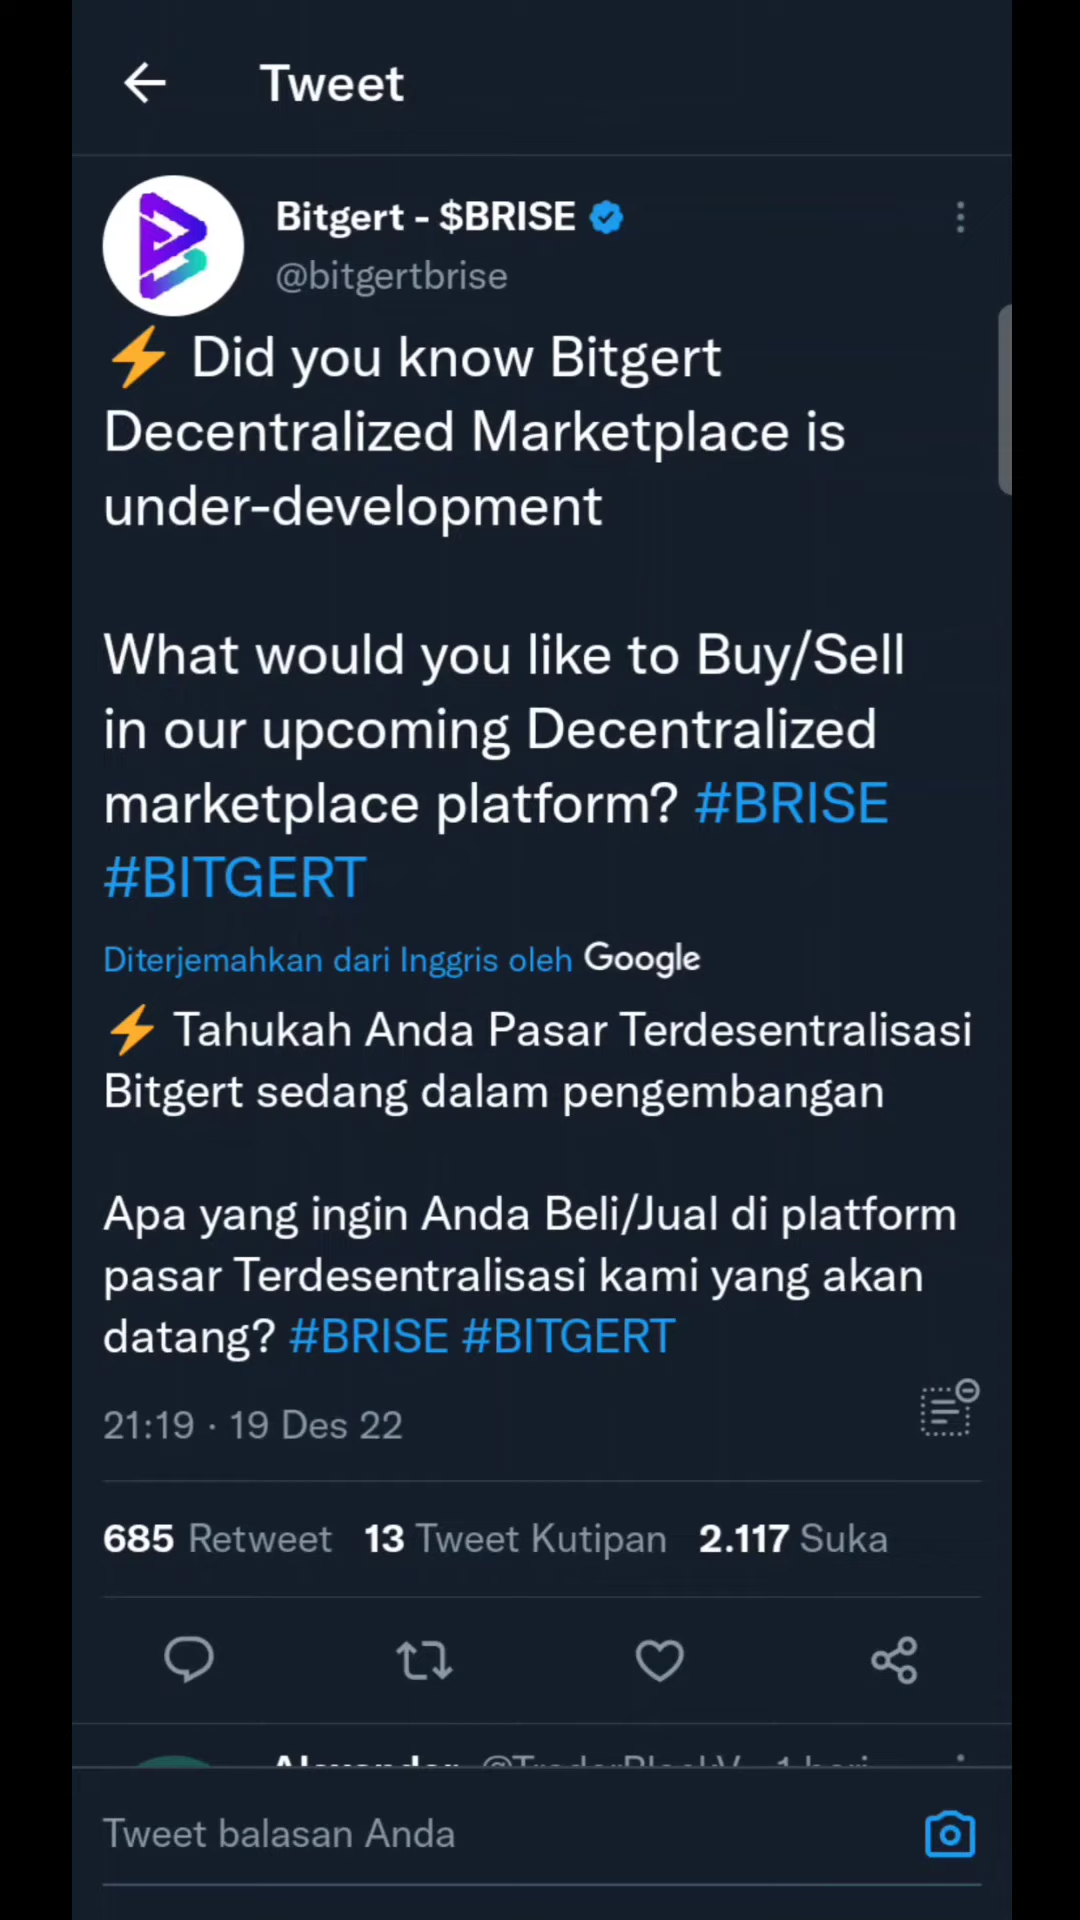 Tweet
Bitgert - $BRISE
@bitgertbrise
⚡ Did you know Bitgert
Decentralized Marketplace is
under-development
What would you like to Buy/Sell
in our upcoming Decentralized
marketplace platform? #BRISE
#BITGERT
Diterjemahkan dari Inggris oleh Google
⚡ Tahukah Anda Pasar Terdesentralisasi
Bitgert sedang dalam pengembangan
Apa yang ingin Anda Beli/Jual di platform
pasar Terdesentralisasi kami yang akan
datang? #BRISE #BITGERT
21:19 · 19 Des 22
685 Retweet 13 Tweet Kutipan 2.117 Suka
Tweet balasan Anda